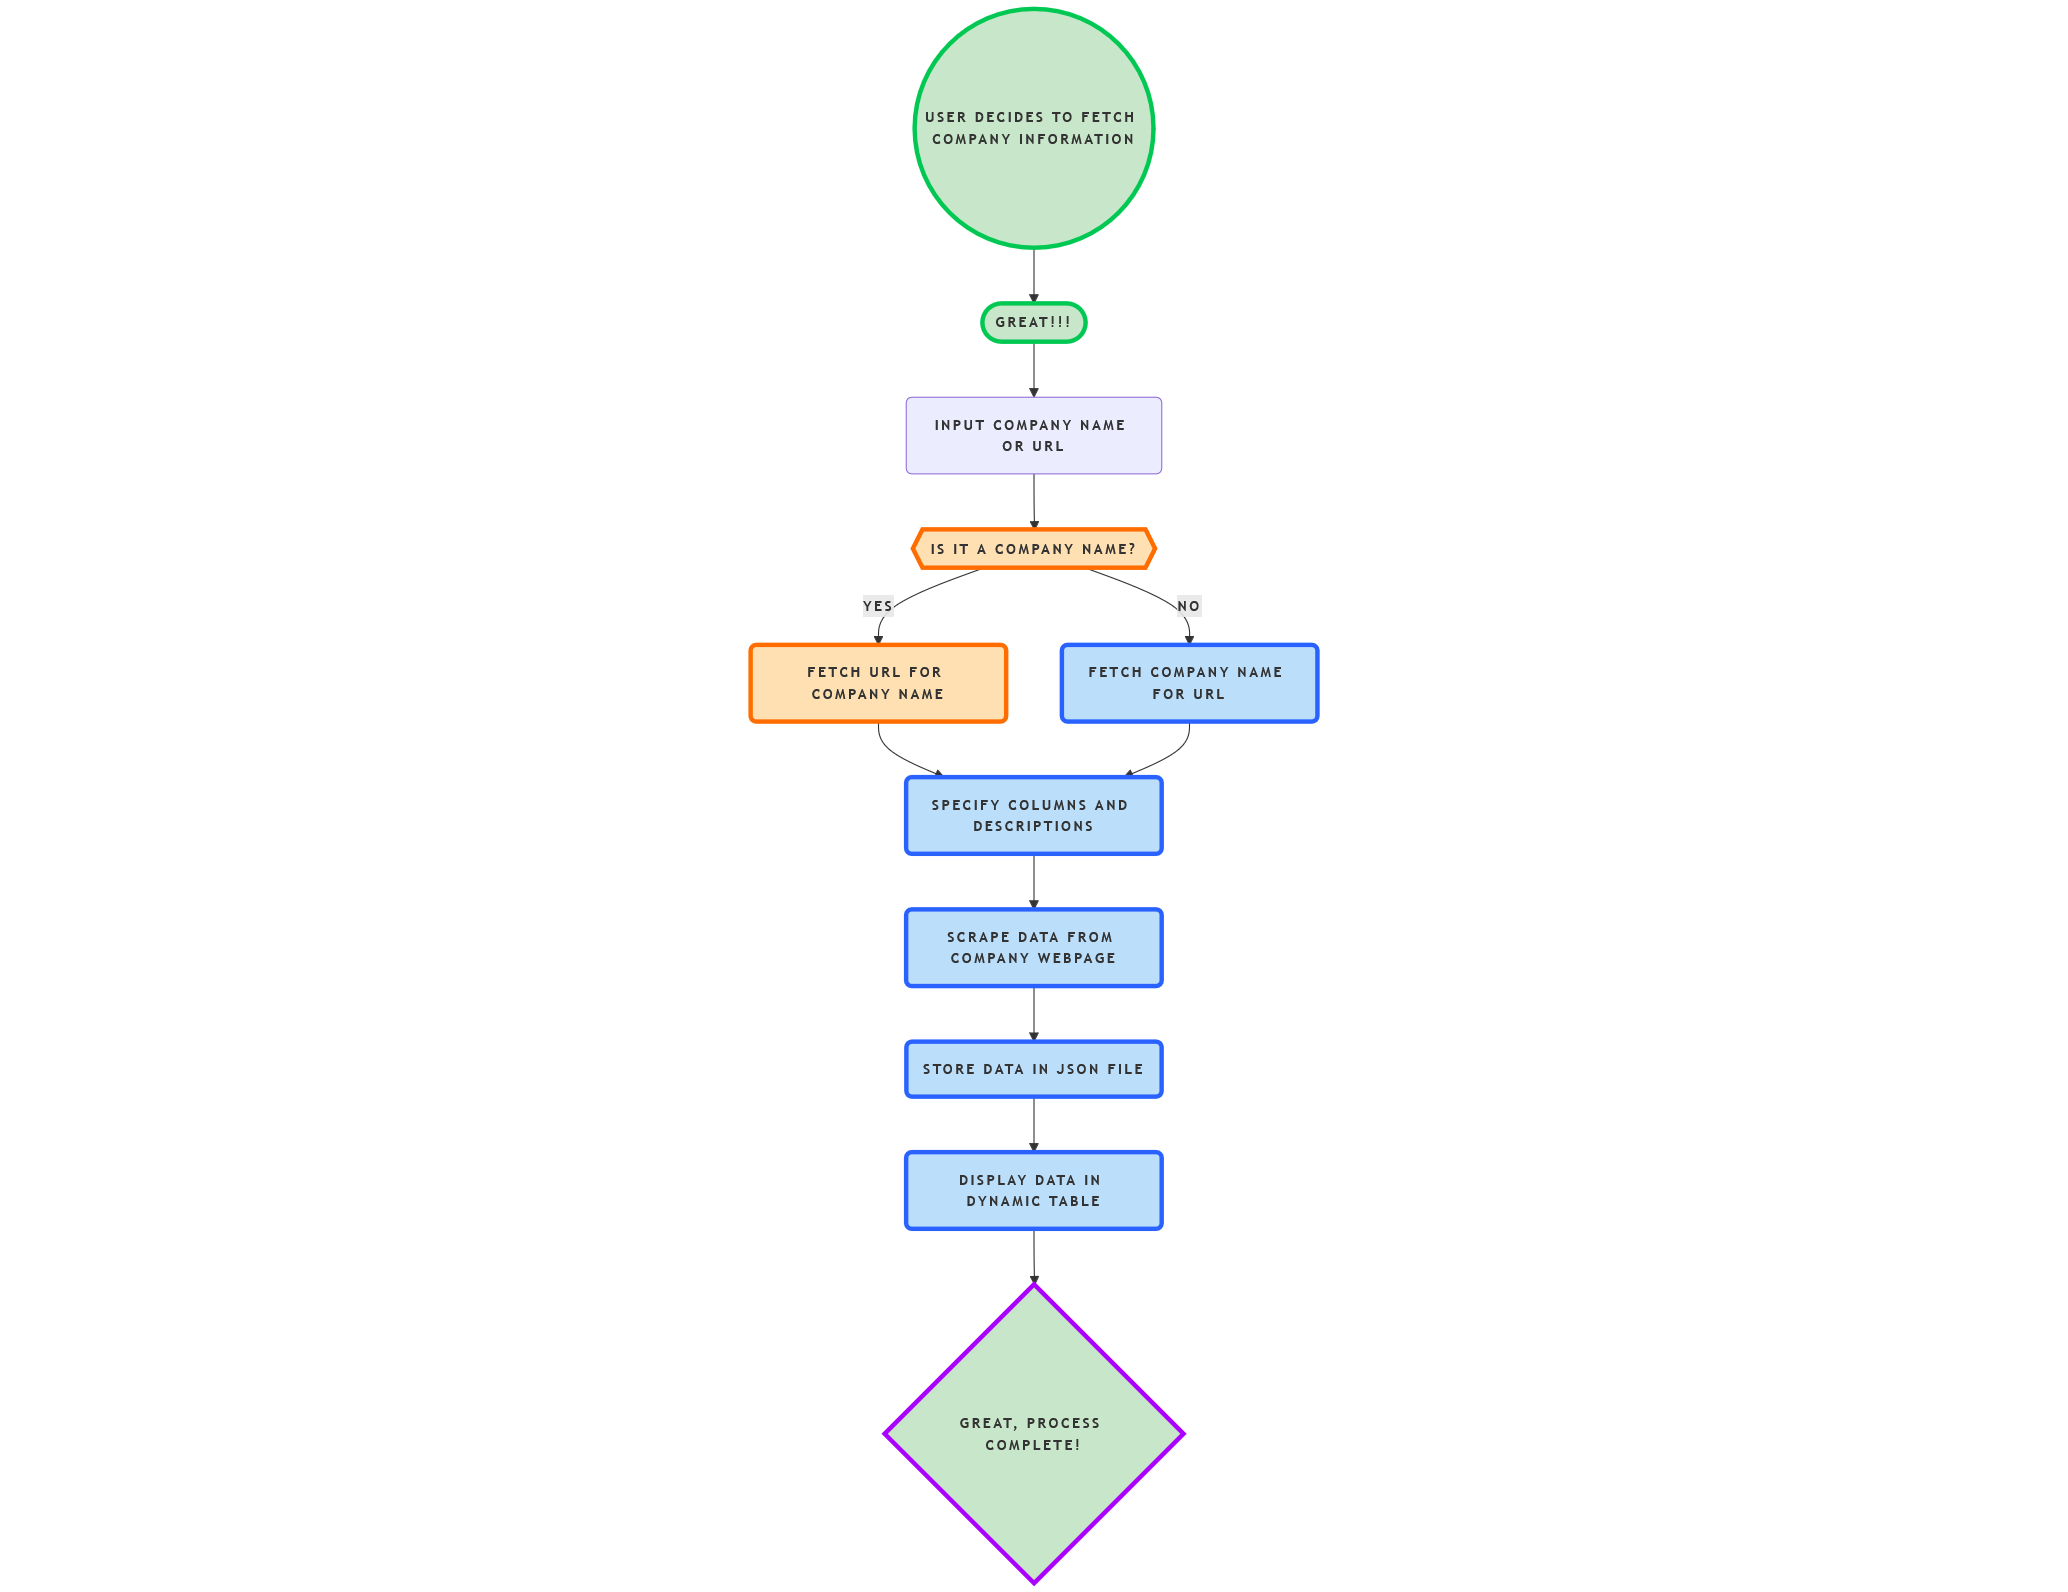 USER DECIDES TO FETCH
COMPANY INFORMATION
GREAT!!!
INPUT COMPANY NAME
OR URL
IS IT A COMPANY NAME?
YES
NO
FETCH URL FOR
COMPANY NAME
FETCH COMPANY NAME
FOR URL
SPECIFY COLUMNS AND
DESCRIPTIONS
SCRAPE DATA FROM
COMPANY WEBPAGE
STORE DATA IN JSON FILE
DISPLAY DATA IN
DYNAMIC TABLE
GREAT, PROCESS
COMPLETE!